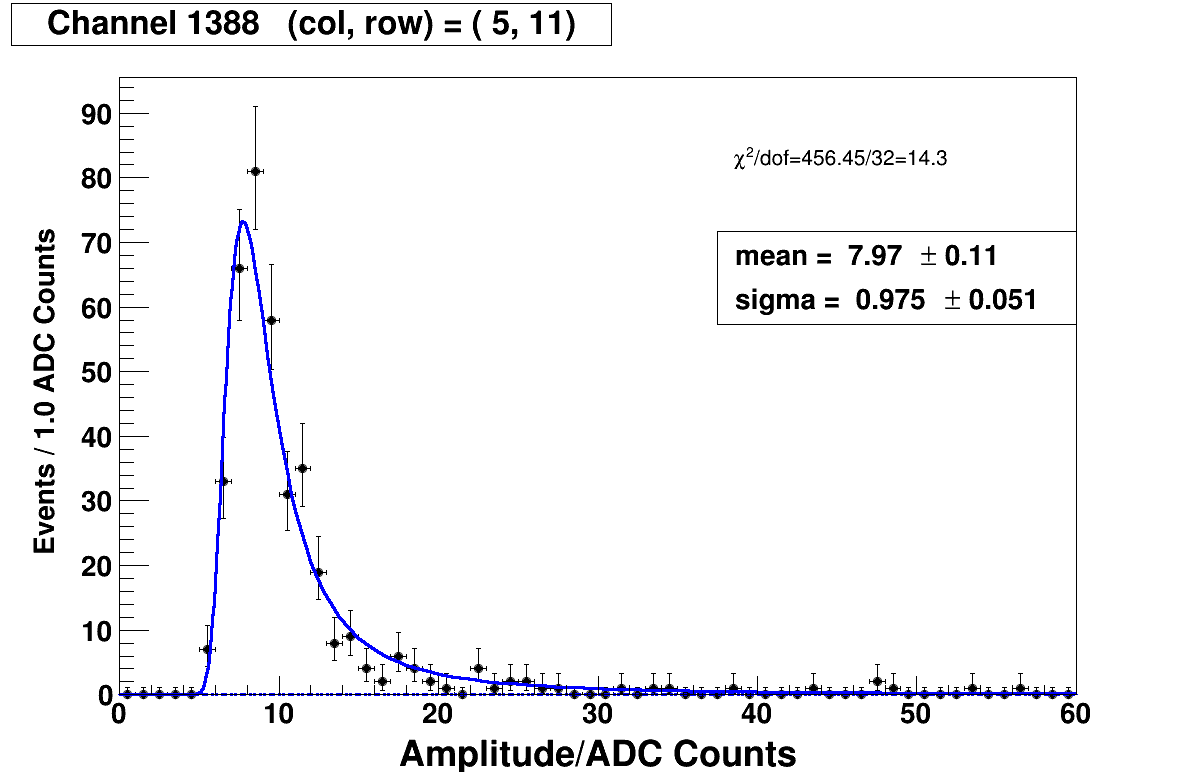 Channel 1388 (col, row) = ( 5, 11)
90
80
70
60
50
40
30
20
10
0
Events / 1.0 ADC Counts
χ²/dof=456.45/32=14.3
mean = 7.97 ± 0.11
sigma = 0.975 ± 0.051
0 10 20 30 40 50 60
Amplitude/ADC Counts